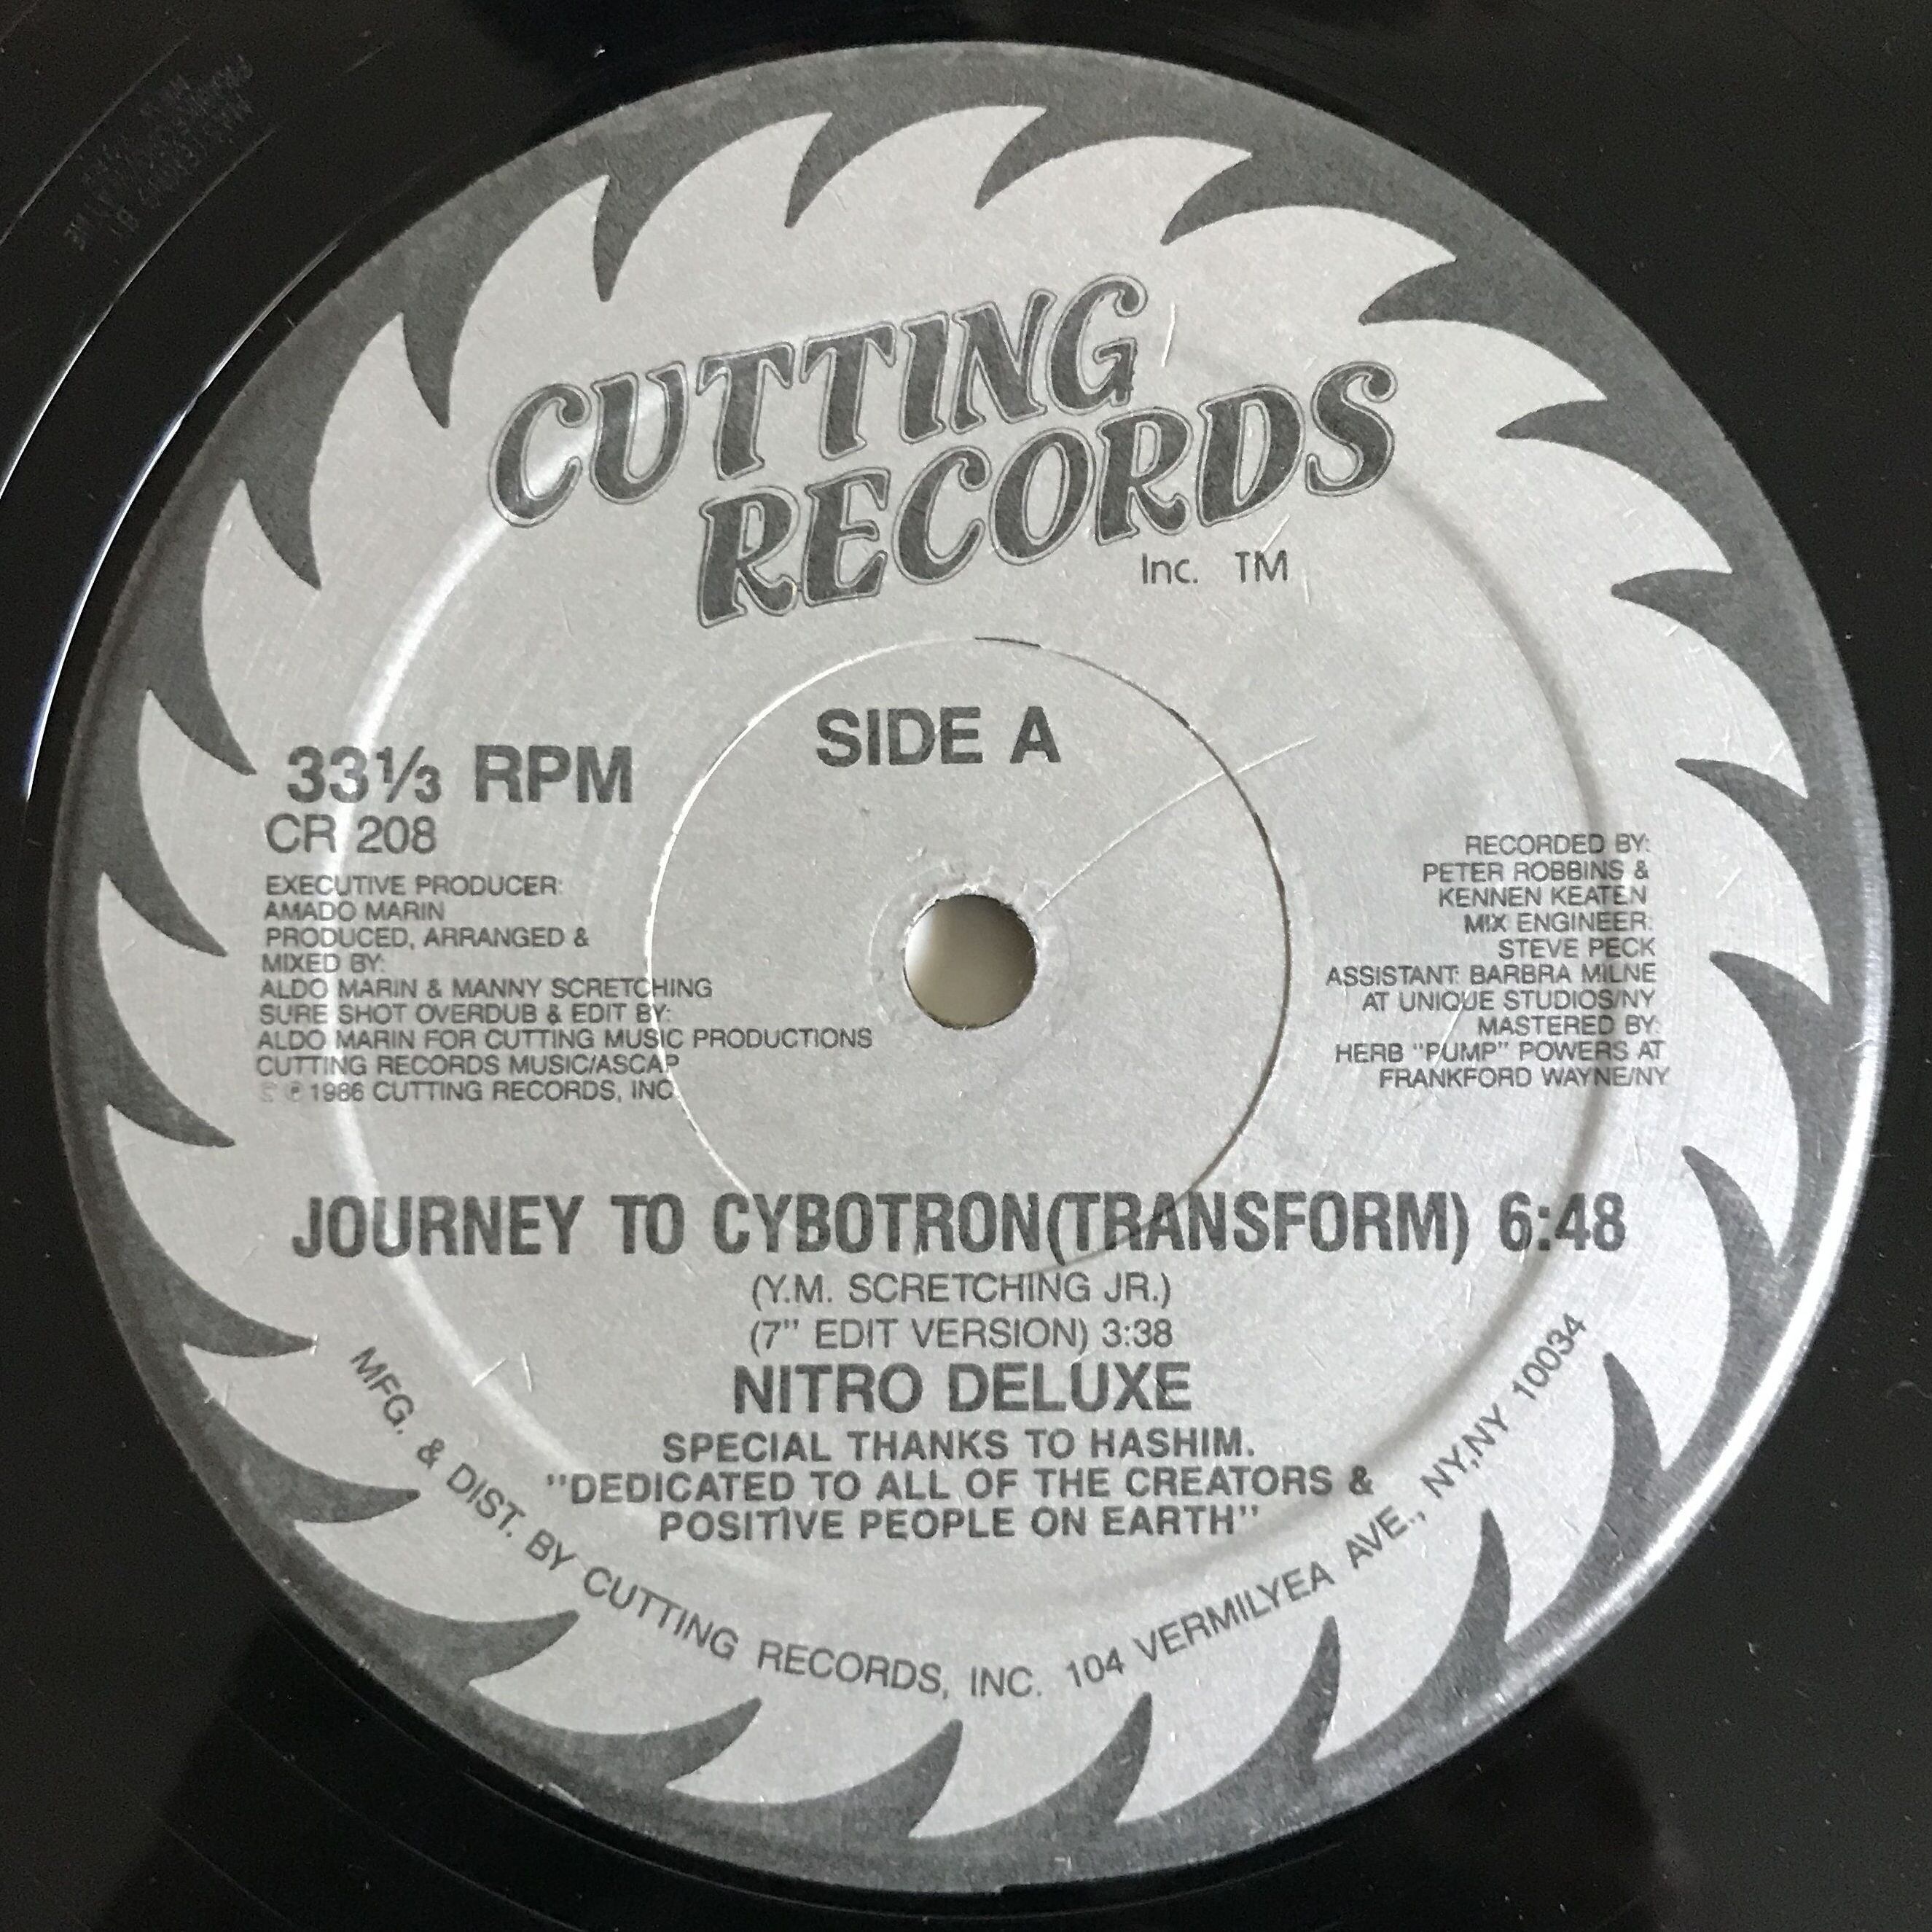 CUTTING
RECORDS
Inc. TM
SIDE A
33⅓ RPM
CR 208
EXECUTIVE PRODUCER:
AMADO MARIN
PRODUCED, ARRANGED &
MIXED BY:
ALDO MARIN & MANNY SCRETCHING
SURE SHOT OVERDUB & EDIT BY:
ALDO MARIN FOR CUTTING MUSIC PRODUCTIONS
CUTTING RECORDS MUSIC/ASCAP
℗ 1986 CUTTING RECORDS, INC
RECORDED BY:
PETER ROBBINS &
KENNEN KEATEN
MIX ENGINEER:
STEVE PECK
ASSISTANT: BARBRA MILNE
AT UNIQUE STUDIOS/NY
MASTERED BY:
HERB "PUMP" POWERS AT
FRANKFORD WAYNE/NY
JOURNEY TO CYBOTRON(TRANSFORM) 6:48
(Y.M. SCRETCHING JR.)
(7" EDIT VERSION) 3:38
NITRO DELUXE
SPECIAL THANKS TO HASHIM.
"DEDICATED TO ALL OF THE CREATORS &
POSITIVE PEOPLE ON EARTH"
MFG. & DIST. BY CUTTING RECORDS, INC. 104 VERMILYEA AVE., NY,NY 10034